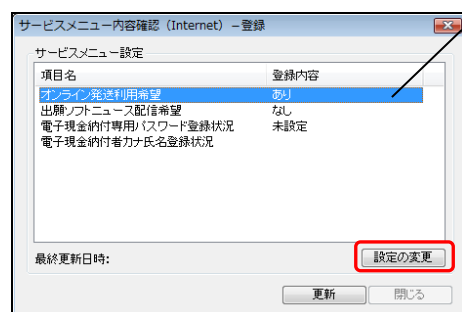 サービスメニュー内容確認（Internet）－登録
サービスメニュー設定
項目名 登録内容
オンライン発送利用希望 あり
出願ソフトニュース配信希望 なし
電子現金納付専用パスワード登録状況 未設定
電子現金納付者カナ氏名登録状況
最終更新日時: 設定の変更
更新 閉じる